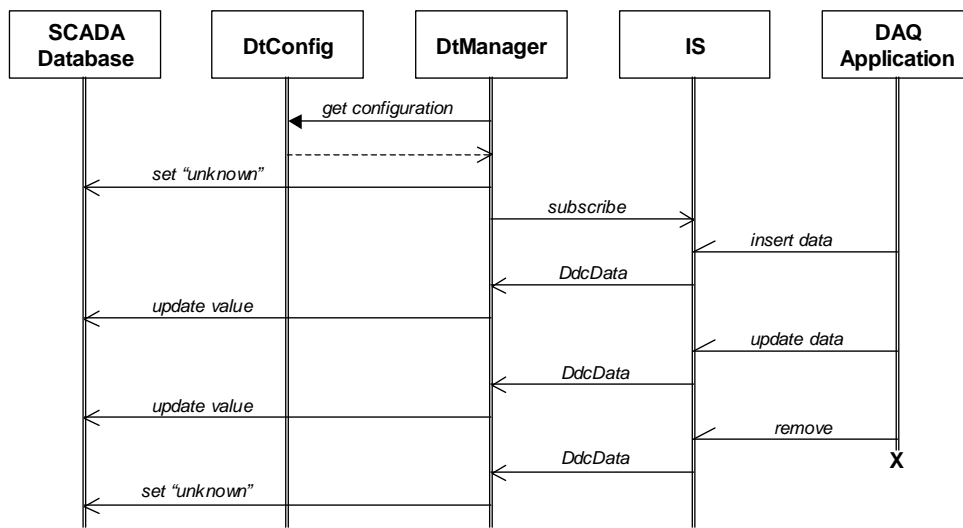 SCADA
Database
DtConfig
DtManager
IS
DAQ
Application
get configuration
set “unknown”
subscribe
insert data
DdcData
update value
update data
DdcData
update value
remove
X
DdcData
set “unknown”